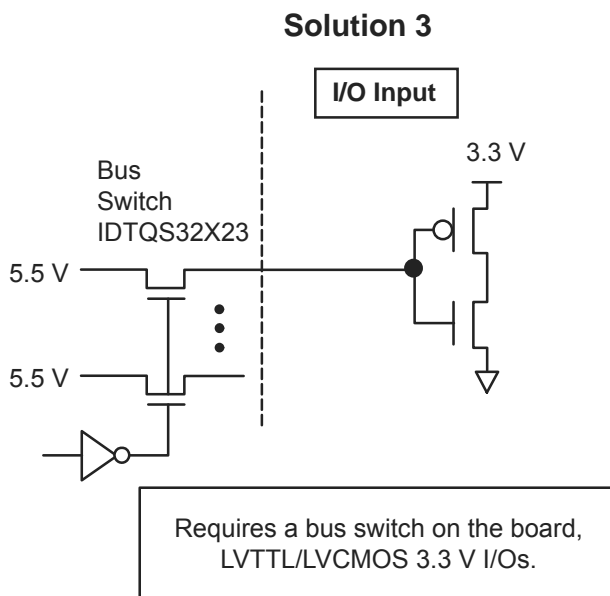 Solution 3
I/O Input
3.3 V
Bus
Switch
IDTQS32X23
5.5 V
5.5 V
Requires a bus switch on the board,
LVTTL/LVCMOS 3.3 V I/Os.